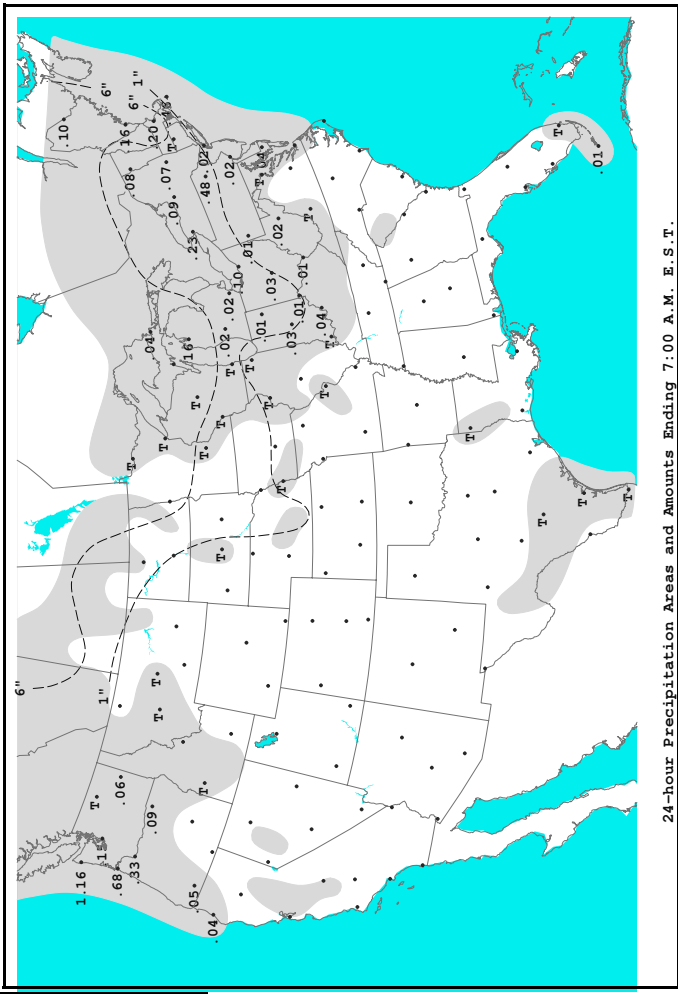 6"
.10
1.16
T
1"
6"
.68
.06
.16
.08
T
6"
.33
1"
.09
.04
.20
T
T
T
.07
T
.09
.16
.23
.05
T
T
T
.02
.48
.04
T
T
.02
.02
.02
T
.10
.01
T
T
.01
.04
T
.03
.02
T
.03
.01
.01
T
.04
T
T
T
T
T
T
.01
T
24-hour Precipitation Areas and Amounts Ending 7:00 A.M. E.S.T.